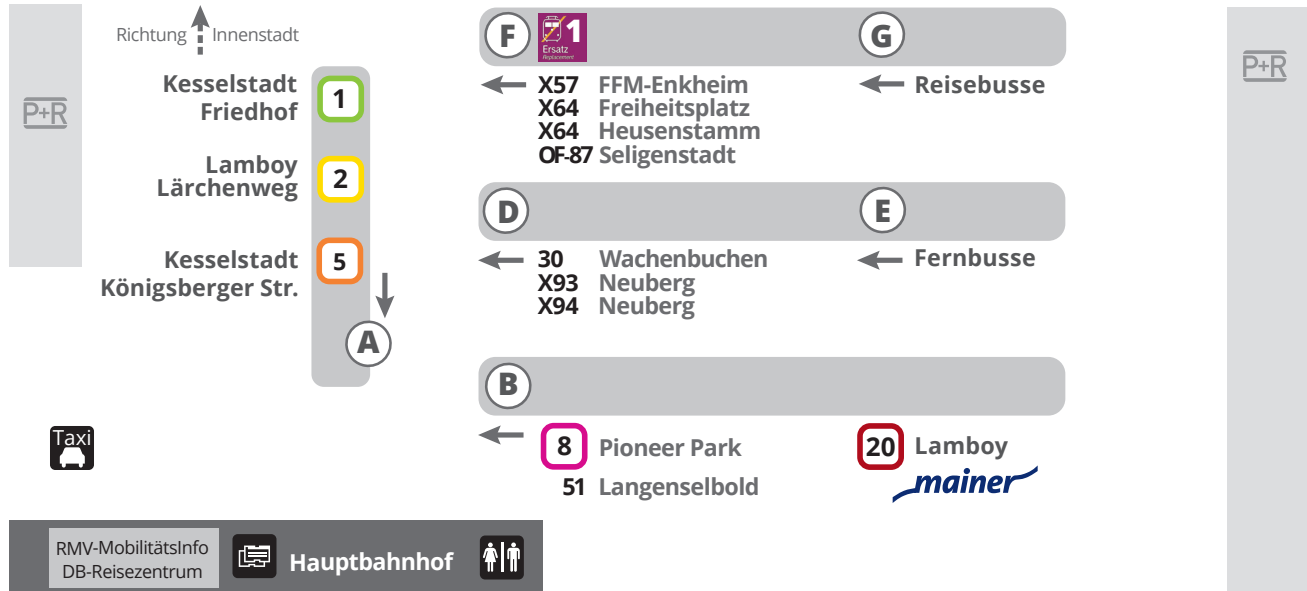 Richtung Innenstadt
P+R
Kesselstadt
Friedhof
1
Lamboy
Lärchenweg
2
Kesselstadt
Königsberger Str.
5
A
F
1
Ersatz
Replacement
X57 FFM-Enkheim
X64 Freiheitsplatz
X64 Heusenstamm
OF-87 Seligenstadt
G
Reisebusse
D
30 Wachenbuchen
X93 Neuberg
X94 Neuberg
E
Fernbusse
B
8 Pioneer Park
51 Langenselbold
20 Lamboy
mainer
P+R
Taxi
RMV-MobilitätsInfo
DB-Reisezentrum
Hauptbahnhof